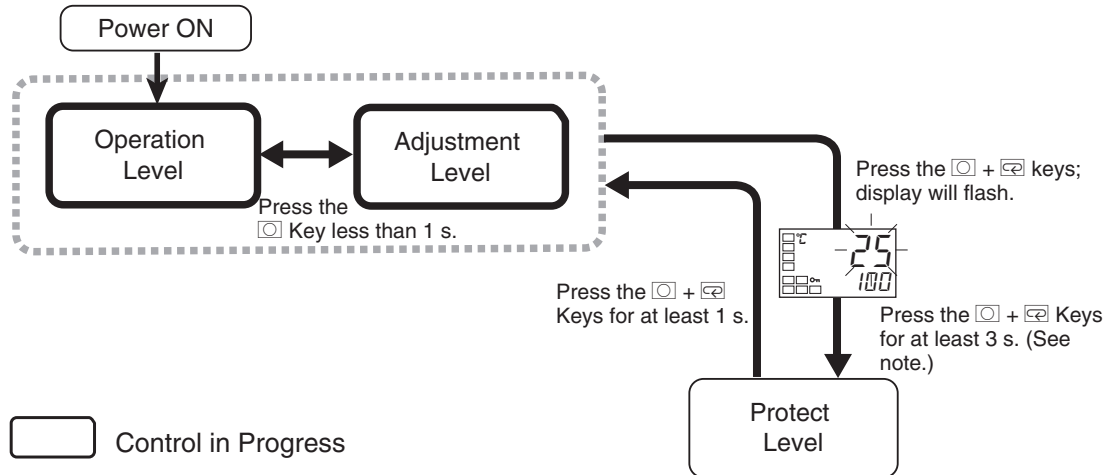 Power ON
Operation
Level
Adjustment
Level
Press the
Key less than 1 s.
Press the + keys;
display will flash.
°C
25
100
Press the +
Keys for at least 1 s.
Press the + Keys
for at least 3 s. (See
note.)
Protect
Level
Control in Progress